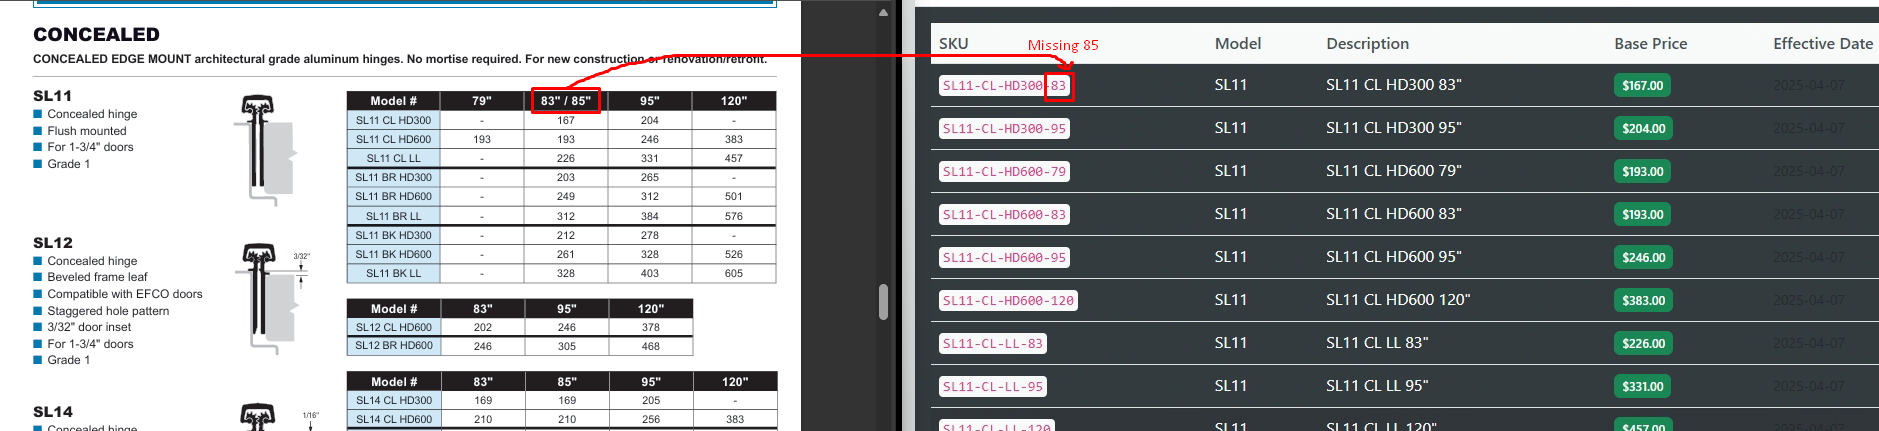 CONCEALED
CONCEALED EDGE MOUNT architectural grade aluminum hinges. No mortise required. For new construction or renovation/retrofit.
SL11
Concealed hinge
Flush mounted
For 1-3/4" doors
Grade 1
Model # 79" 83" / 85" 95" 120"
SL11 CL HD300 - 167 204 -
SL11 CL HD600 193 193 246 383
SL11 CL LL - 226 331 457
SL11 BR HD300 - 203 265 -
SL11 BR HD600 - 249 312 501
SL11 BR LL - 312 384 576
SL11 BK HD300 - 212 278 -
SL11 BK HD600 - 261 328 526
SL11 BK LL - 328 403 605
SL12
Concealed hinge
Beveled frame leaf
Compatible with EFCO doors
Staggered hole pattern
3/32" door inset
For 1-3/4" doors
Grade 1
3/32"
Model # 83" 95" 120"
SL12 CL HD600 202 246 378
SL12 BR HD600 246 305 468
SL14
Concealed hinge
1/16"
Model # 83" 85" 95" 120"
SL14 CL HD300 169 169 205 -
SL14 CL HD600 210 210 256 383
Missing 85
SKU Model Description Base Price Effective Date
SL11-CL-HD300-83 SL11 SL11 CL HD300 83" $167.00 2025-04-07
SL11-CL-HD300-95 SL11 SL11 CL HD300 95" $204.00 2025-04-07
SL11-CL-HD600-79 SL11 SL11 CL HD600 79" $193.00 2025-04-07
SL11-CL-HD600-83 SL11 SL11 CL HD600 83" $193.00 2025-04-07
SL11-CL-HD600-95 SL11 SL11 CL HD600 95" $246.00 2025-04-07
SL11-CL-HD600-120 SL11 SL11 CL HD600 120" $383.00 2025-04-07
SL11-CL-LL-83 SL11 SL11 CL LL 83" $226.00 2025-04-07
SL11-CL-LL-95 SL11 SL11 CL LL 95" $331.00 2025-04-07
SL11-CL-LL-120 SL11 SL11 CL LL 120" $457.00 2025-04-07